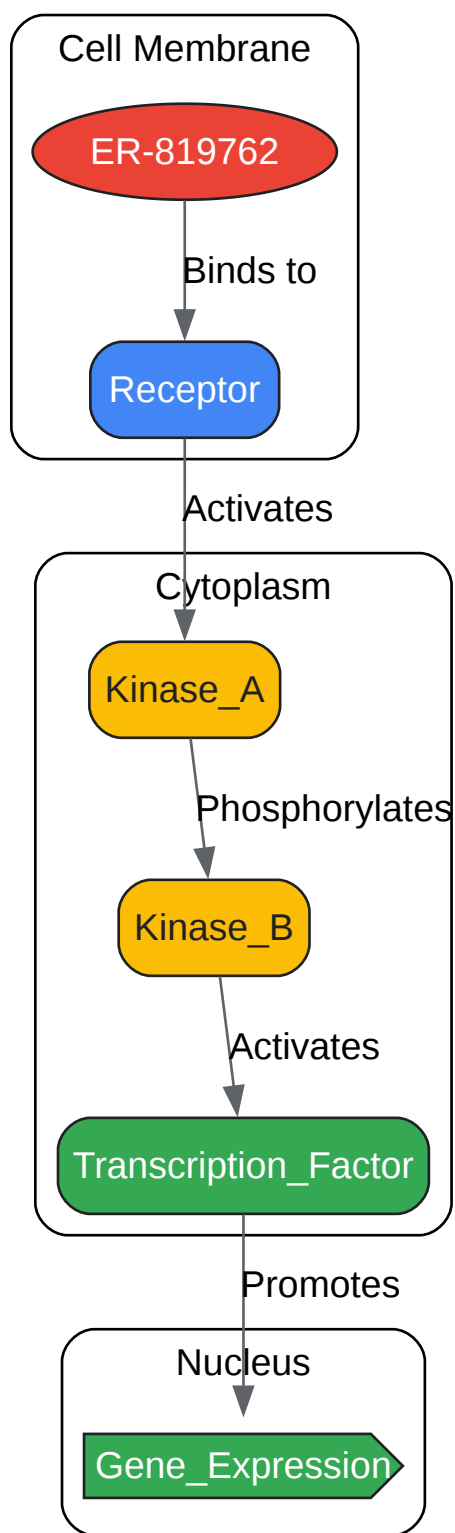 Cell Membrane
ER-819762
Binds to
Receptor
Activates
Cytoplasm
Kinase_A
Phosphorylates
Kinase_B
Activates
Transcription_Factor
Promotes
Nucleus
Gene_Expression